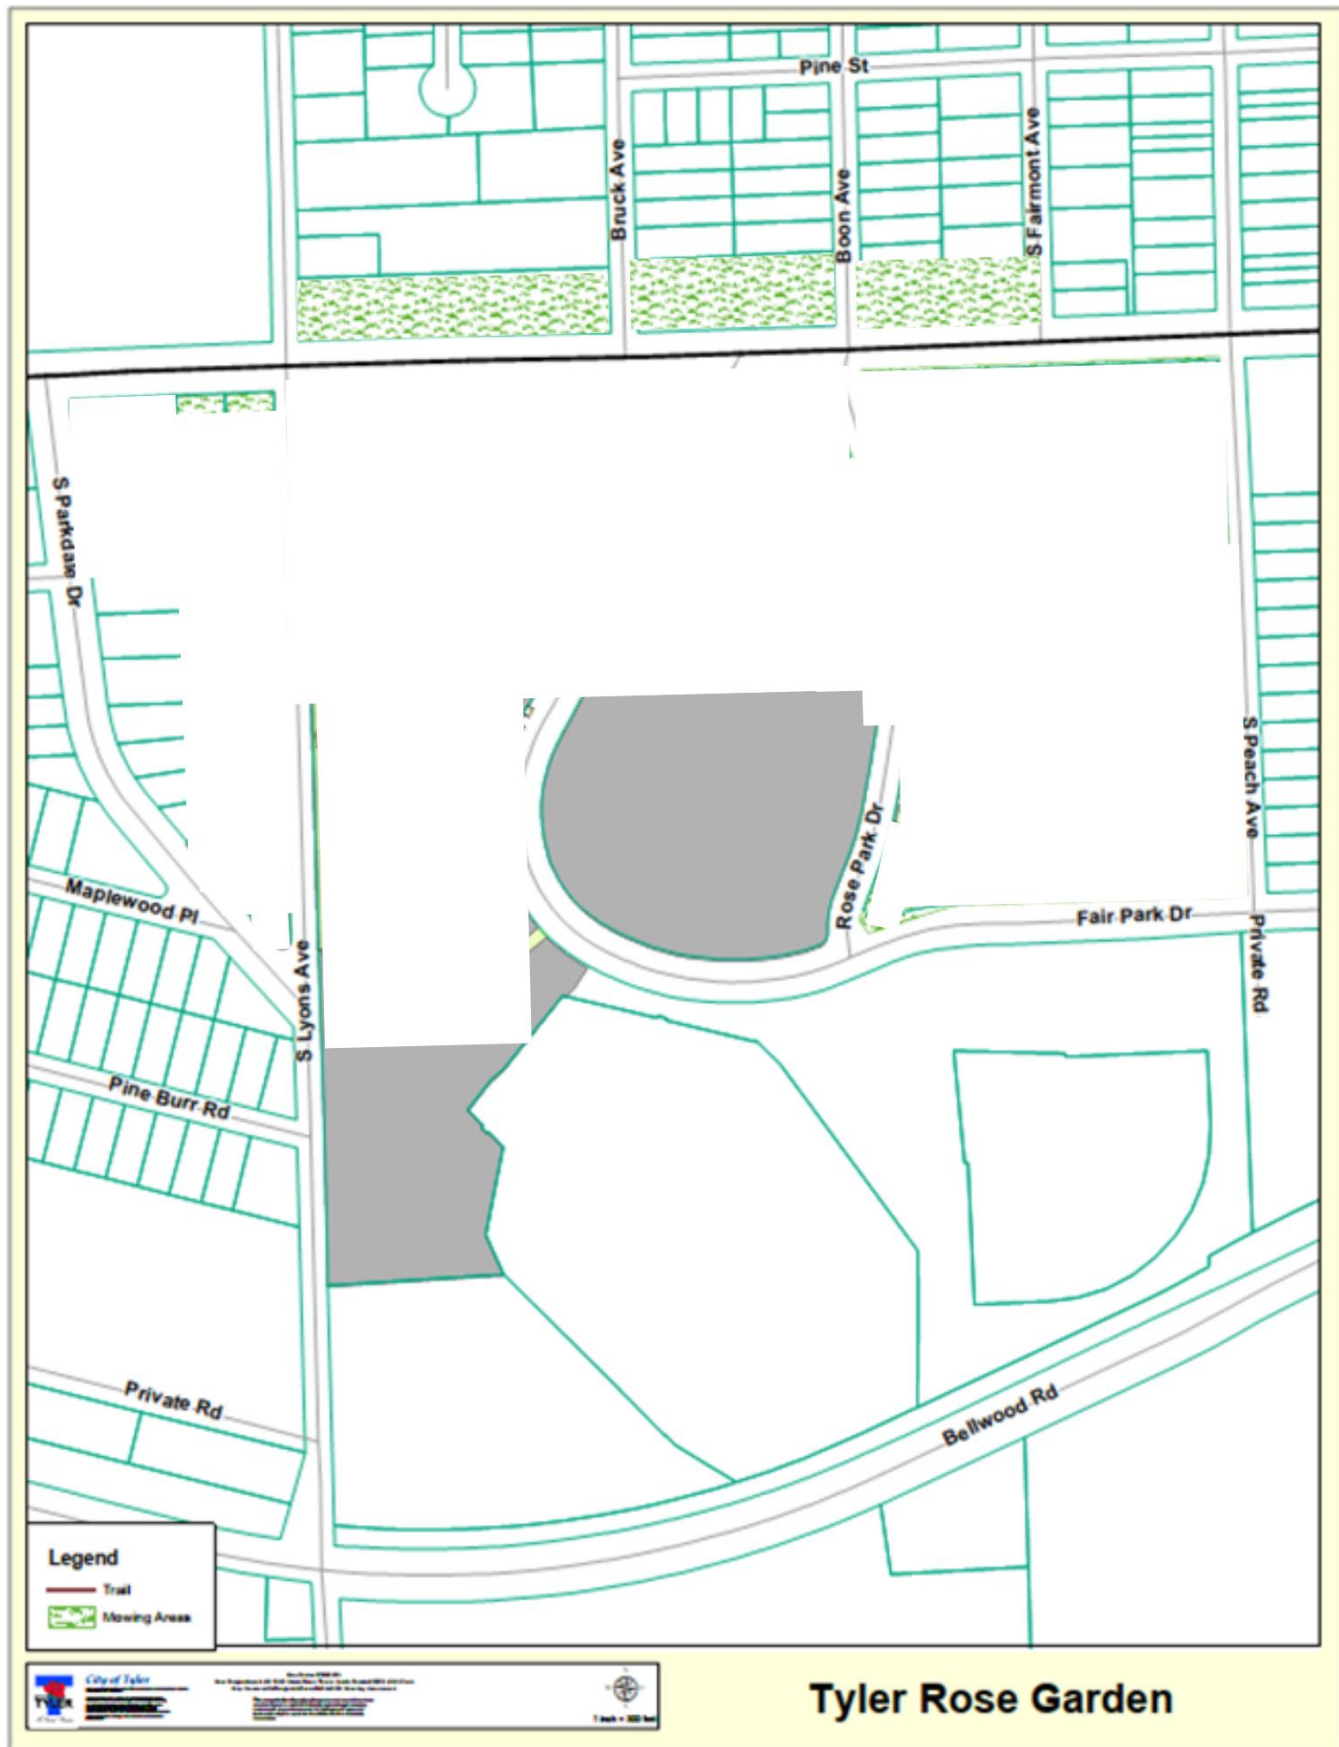 Pine St
Bruck Ave
Boon Ave
S Fairmont Ave
S Parkdale Dr
S Peach Ave
Rose Park Dr
Maplewood Pl
Fair Park Dr
Private Rd
S Lyons Ave
Pine Burr Rd
Private Rd
Bellwood Rd
Legend
Trail
Mowing Areas
City of Tyler
TYLER
Tyler Rose Garden